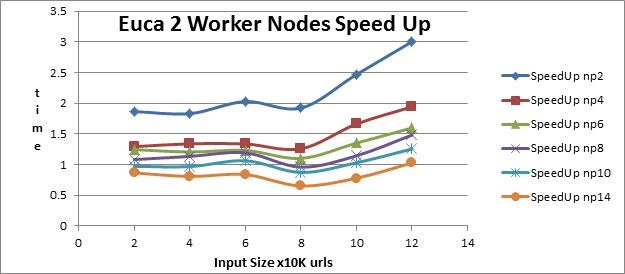 Euca 2 Worker Nodes Speed Up
3.5
3
2.5
2
1.5
1
0.5
0
t
i
m
e
0 2 4 6 8 10 12 14
Input Size x10K urls
SpeedUp np2
SpeedUp np4
SpeedUp np6
SpeedUp np8
SpeedUp np10
SpeedUp np14